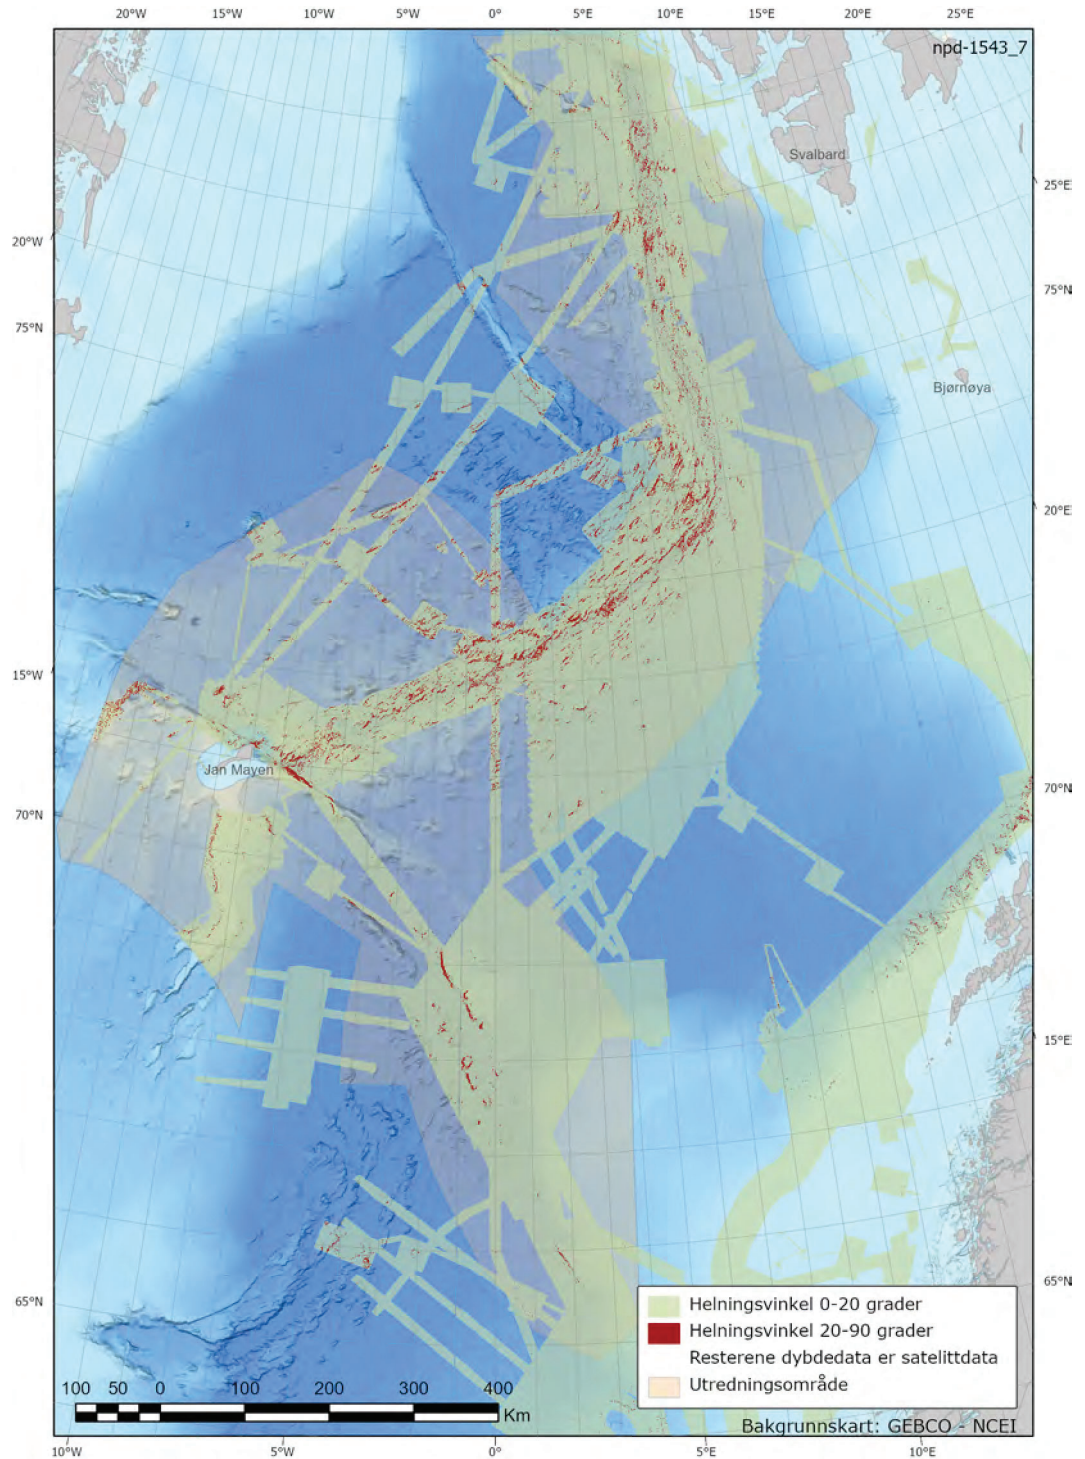 20°W 15°W 10°W 5°W 0° 5°E 10°E 15°E 20°E 25°E
npd-1543_7
Svalbard
25°E
20°W
75°N
75°N
Bjørnøya
20°E
15°W
Jan Mayen
70°N
70°N
15°E
65°N
65°N
Helningsvinkel 0-20 grader
Helningsvinkel 20-90 grader
Resterene dybdedata er satelittdata
Utredningsområde
100 50 0 100 200 300 400
Km
Bakgrunnskart: GEBCO - NCEI
10°W 5°W 0° 5°E 10°E